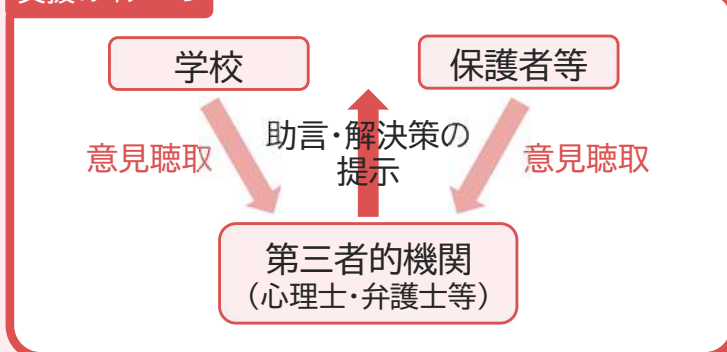 学校
保護者等
助言・解決策の
提示
意見聴取
意見聴取
第三者的機関
（心理士・弁護士等）